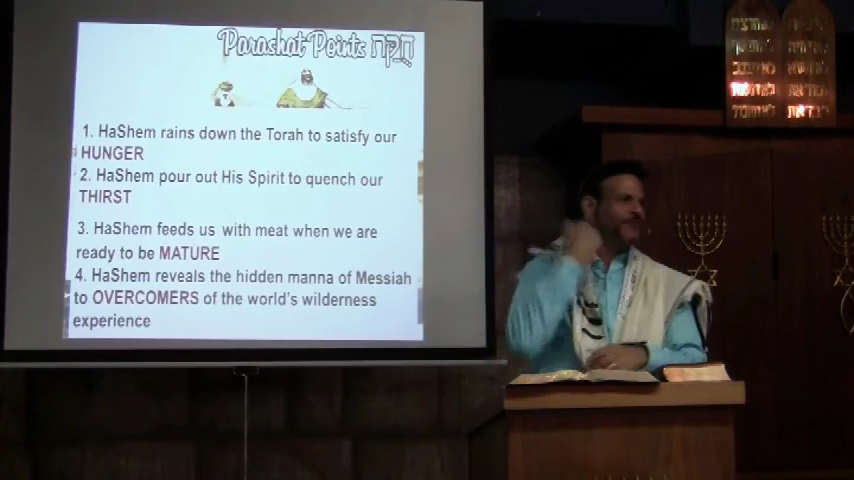 Parashat Points חֻקַּת
1. HaShem rains down the Torah to satisfy our
HUNGER
2. HaShem pour out His Spirit to quench our
THIRST
3. HaShem feeds us with meat when we are
ready to be MATURE
4. HaShem reveals the hidden manna of Messiah
to OVERCOMERS of the world's wilderness
experience